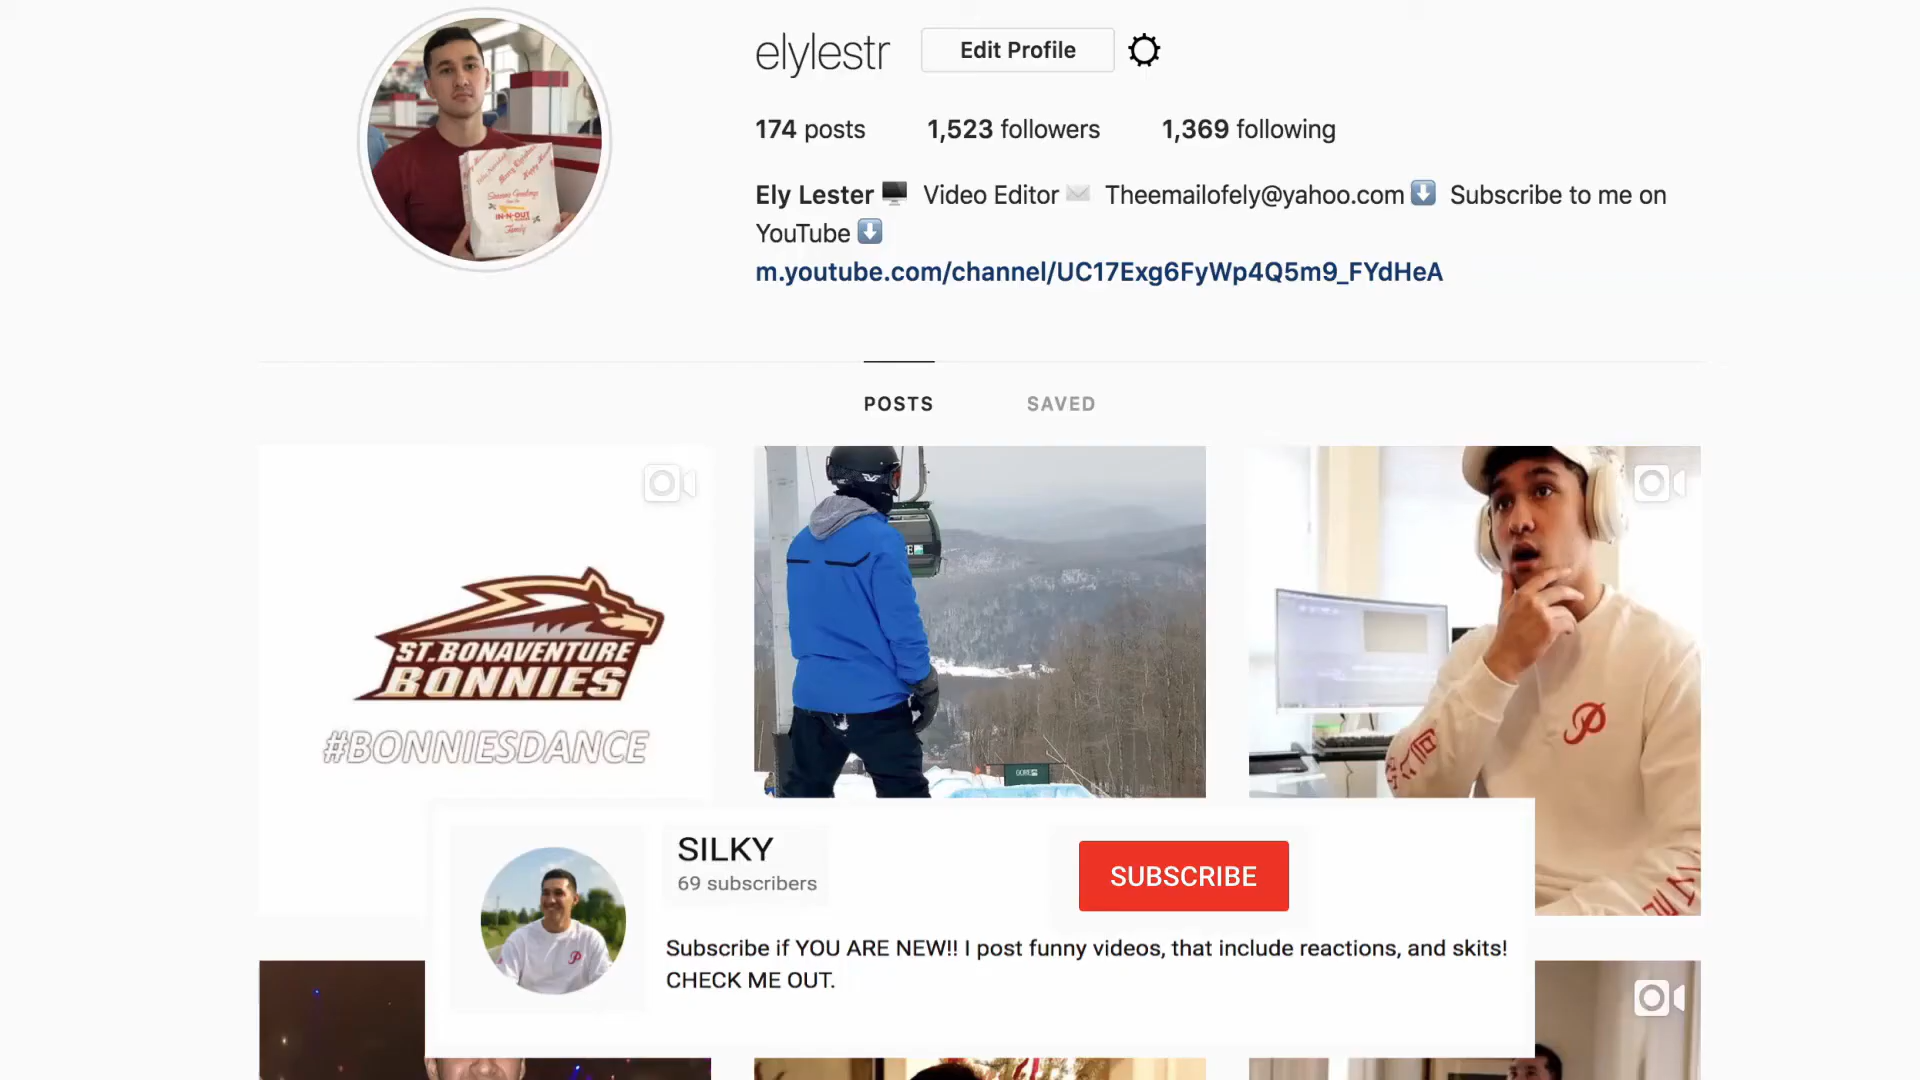 elylestr Edit Profile
174 posts 1,523 followers 1,369 following
Ely Lester Video Editor Theemailofely@yahoo.com Subscribe to me on
YouTube
m.youtube.com/channel/UC17Exg6FyWp4Q5m9_FYdHeA
POSTS SAVED
ST.BONAVENTURE
BONNIES
#BONNIESDANCE
IN-N-OUT
SILKY
69 subscribers
SUBSCRIBE
Subscribe if YOU ARE NEW!! I post funny videos, that include reactions, and skits!
CHECK ME OUT.